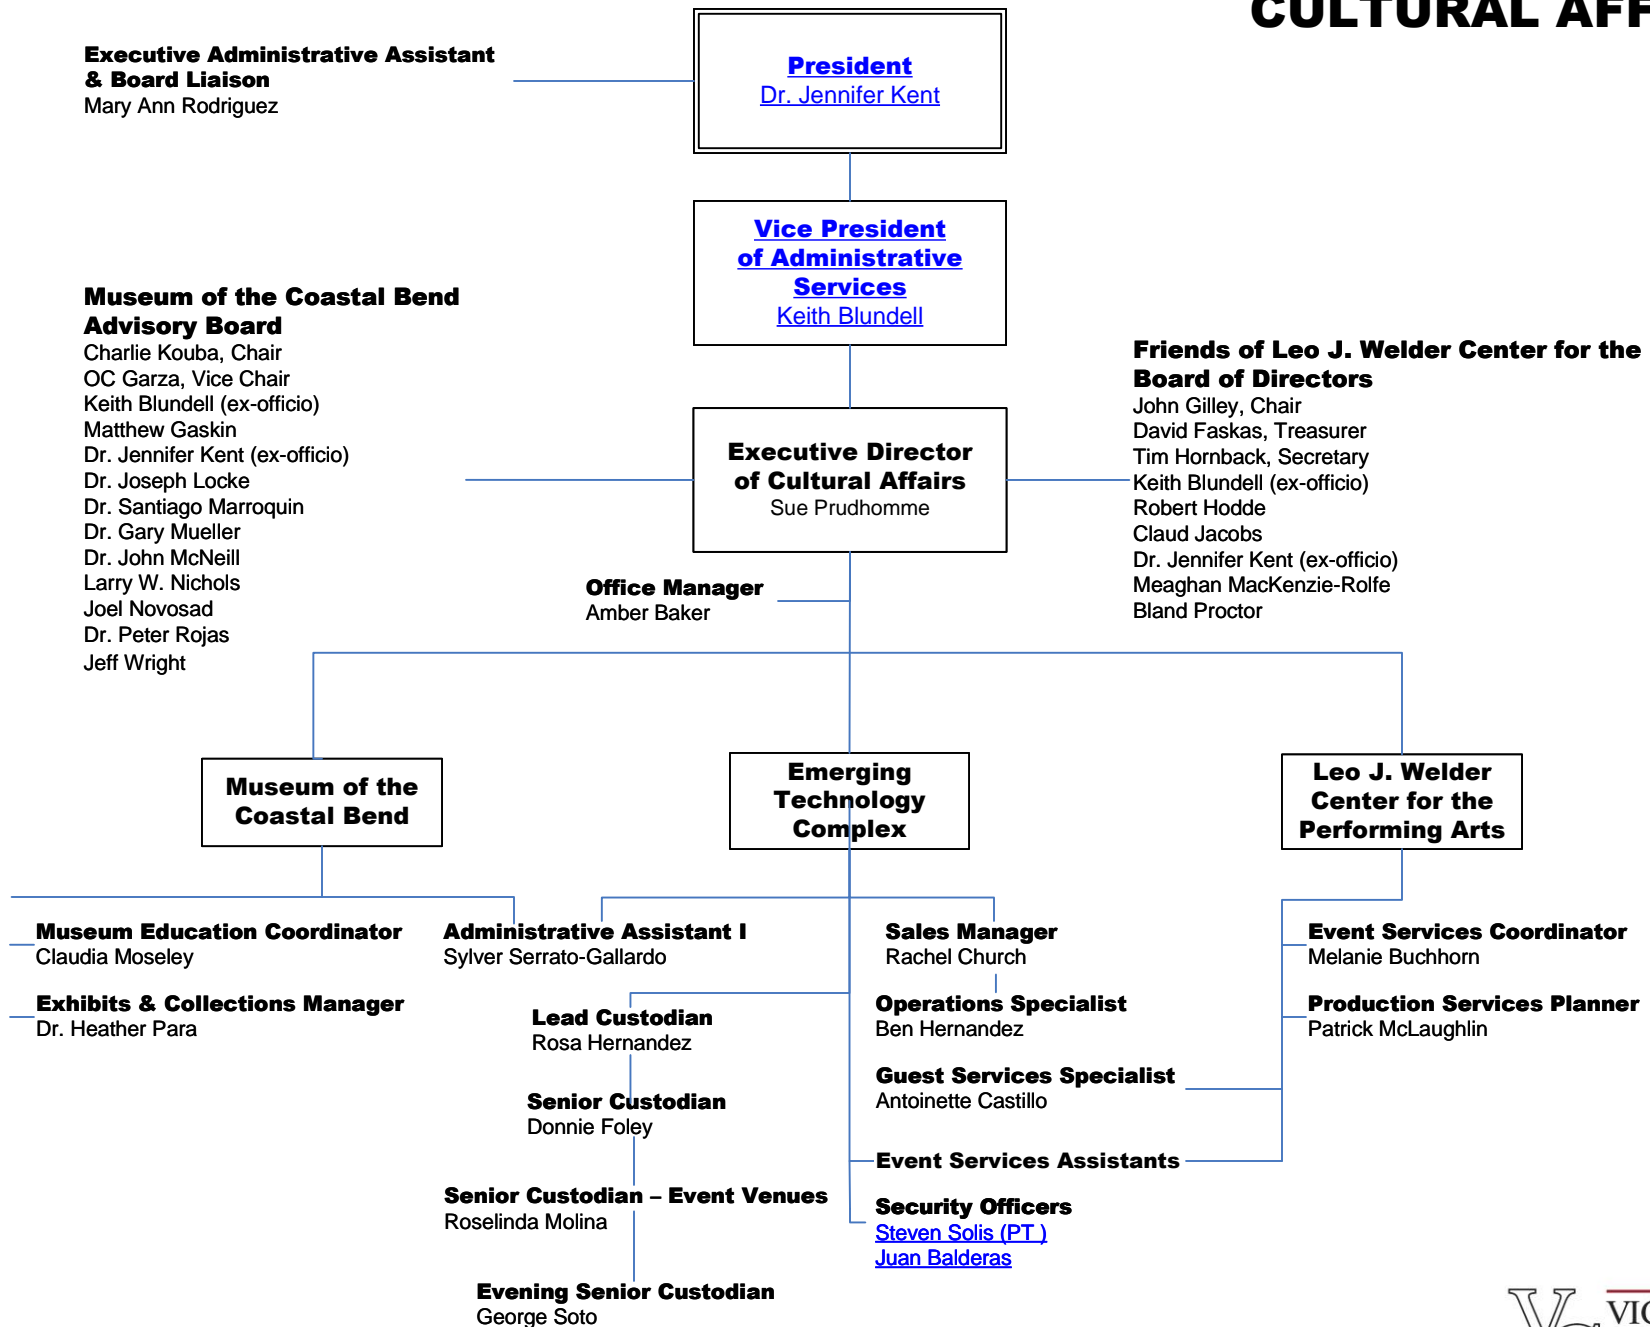 CULTURAL AFF
Executive Administrative Assistant
& Board Liaison
Mary Ann Rodriguez
President
Dr. Jennifer Kent
Vice President
of Administrative
Services
Keith Blundell
Museum of the Coastal Bend
Advisory Board
Charlie Kouba, Chair
OC Garza, Vice Chair
Keith Blundell (ex-officio)
Matthew Gaskin
Dr. Jennifer Kent (ex-officio)
Dr. Joseph Locke
Dr. Santiago Marroquin
Dr. Gary Mueller
Dr. John McNeill
Larry W. Nichols
Joel Novosad
Dr. Peter Rojas
Jeff Wright
Executive Director
of Cultural Affairs
Sue Prudhomme
Friends of Leo J. Welder Center for the
Board of Directors
John Gilley, Chair
David Faskas, Treasurer
Tim Hornback, Secretary
Keith Blundell (ex-officio)
Robert Hodde
Claud Jacobs
Dr. Jennifer Kent (ex-officio)
Meaghan MacKenzie-Rolfe
Bland Proctor
Office Manager
Amber Baker
Museum of the
Coastal Bend
Emerging
Technology
Complex
Leo J. Welder
Center for the
Performing Arts
Museum Education Coordinator
Claudia Moseley
Exhibits & Collections Manager
Dr. Heather Para
Administrative Assistant I
Sylver Serrato-Gallardo
Lead Custodian
Rosa Hernandez
Senior Custodian
Donnie Foley
Senior Custodian – Event Venues
Roselinda Molina
Evening Senior Custodian
George Soto
Sales Manager
Rachel Church
Operations Specialist
Ben Hernandez
Guest Services Specialist
Antoinette Castillo
Event Services Assistants
Security Officers
Steven Solis (PT )
Juan Balderas
Event Services Coordinator
Melanie Buchhorn
Production Services Planner
Patrick McLaughlin